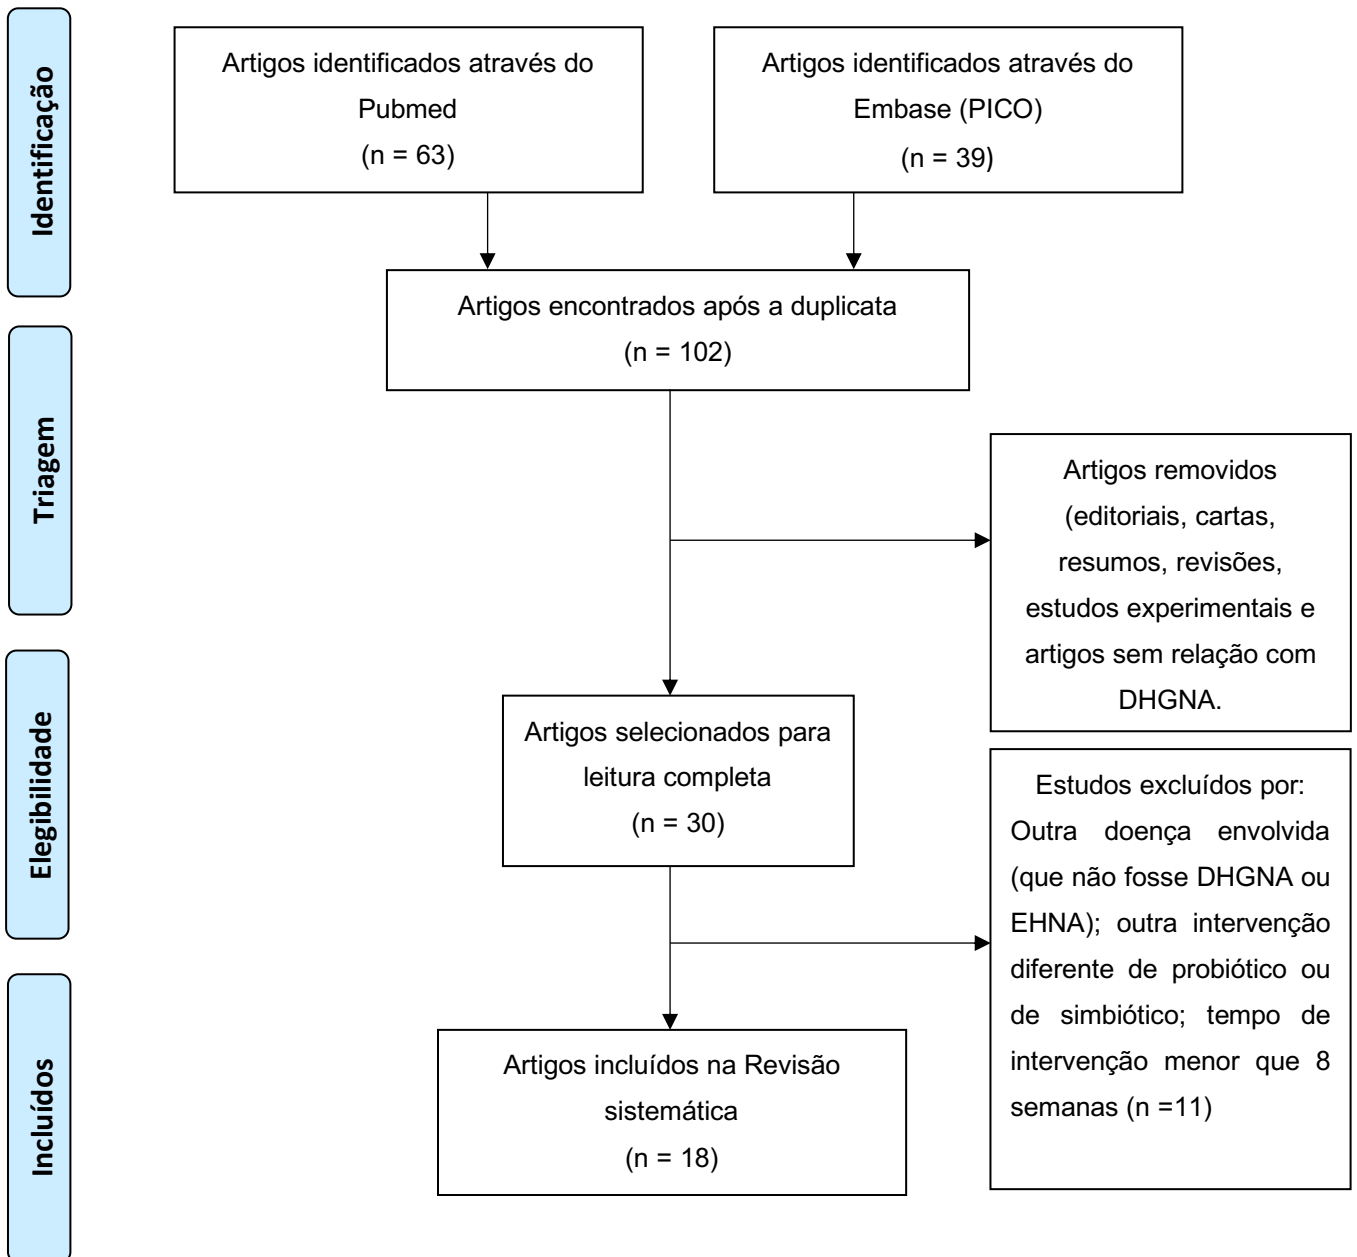 Identificação
Artigos identificados através do
Pubmed
(n = 63)
Artigos identificados através do
Embase (PICO)
(n = 39)
Artigos encontrados após a duplicata
(n = 102)
Triagem
Artigos removidos
(editoriais, cartas,
resumos, revisões,
estudos experimentais e
artigos sem relação com
DHGNA.
Elegibilidade
Artigos selecionados para
leitura completa
(n = 30)
Estudos excluídos por:
Outra doença envolvida
(que não fosse DHGNA ou
EHNA); outra intervenção
diferente de probiótico ou
de simbiótico; tempo de
intervenção menor que 8
semanas (n =11)
Incluídos
Artigos incluídos na Revisão
sistemática
(n = 18)